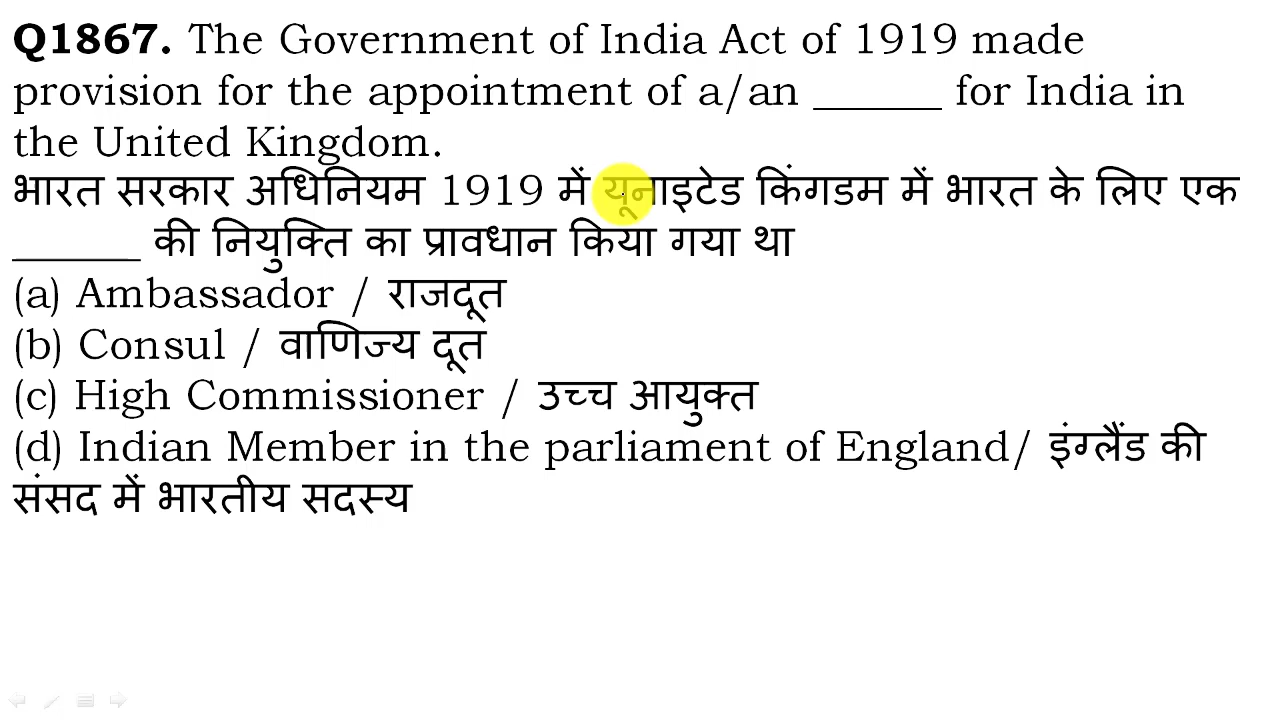 Q1867. The Government of India Act of 1919 made
provision for the appointment of a/an ______ for India in
the United Kingdom.
भारत सरकार अधिनियम 1919 में यूनाइटेड किंगडम में भारत के लिए एक
______ की नियुक्ति का प्रावधान किया गया था
(a) Ambassador / राजदूत
(b) Consul / वाणिज्य दूत
(c) High Commissioner / उच्च आयुक्त
(d) Indian Member in the parliament of England/ इंग्लैंड की
संसद में भारतीय सदस्य